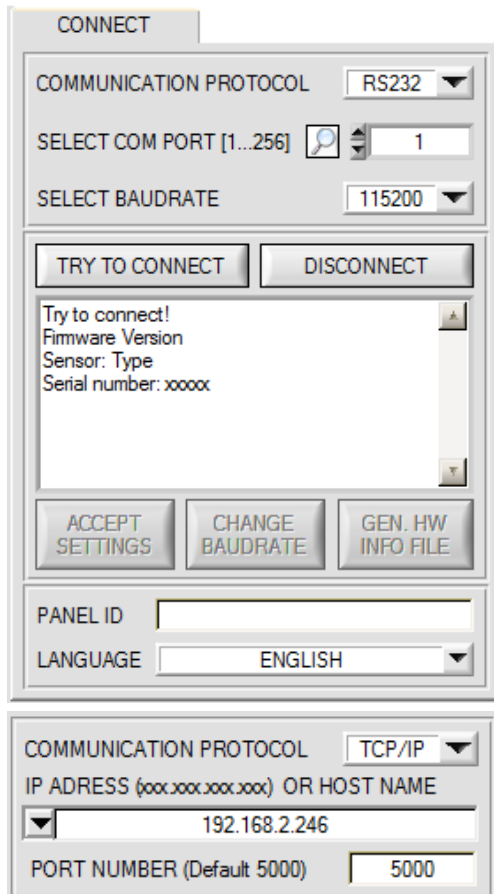 CONNECT
COMMUNICATION PROTOCOL RS232
SELECT COM PORT [1...256] 1
SELECT BAUDRATE 115200
TRY TO CONNECT DISCONNECT
Try to connect!
Firmware Version
Sensor: Type
Serial number: xxxxx
ACCEPT CHANGE GEN. HW
SETTINGS BAUDRATE INFO FILE
PANEL ID
LANGUAGE ENGLISH
COMMUNICATION PROTOCOL TCP/IP
IP ADRESS (xxx.xxx.xxx.xxx) OR HOST NAME
192.168.2.246
PORT NUMBER (Default 5000) 5000